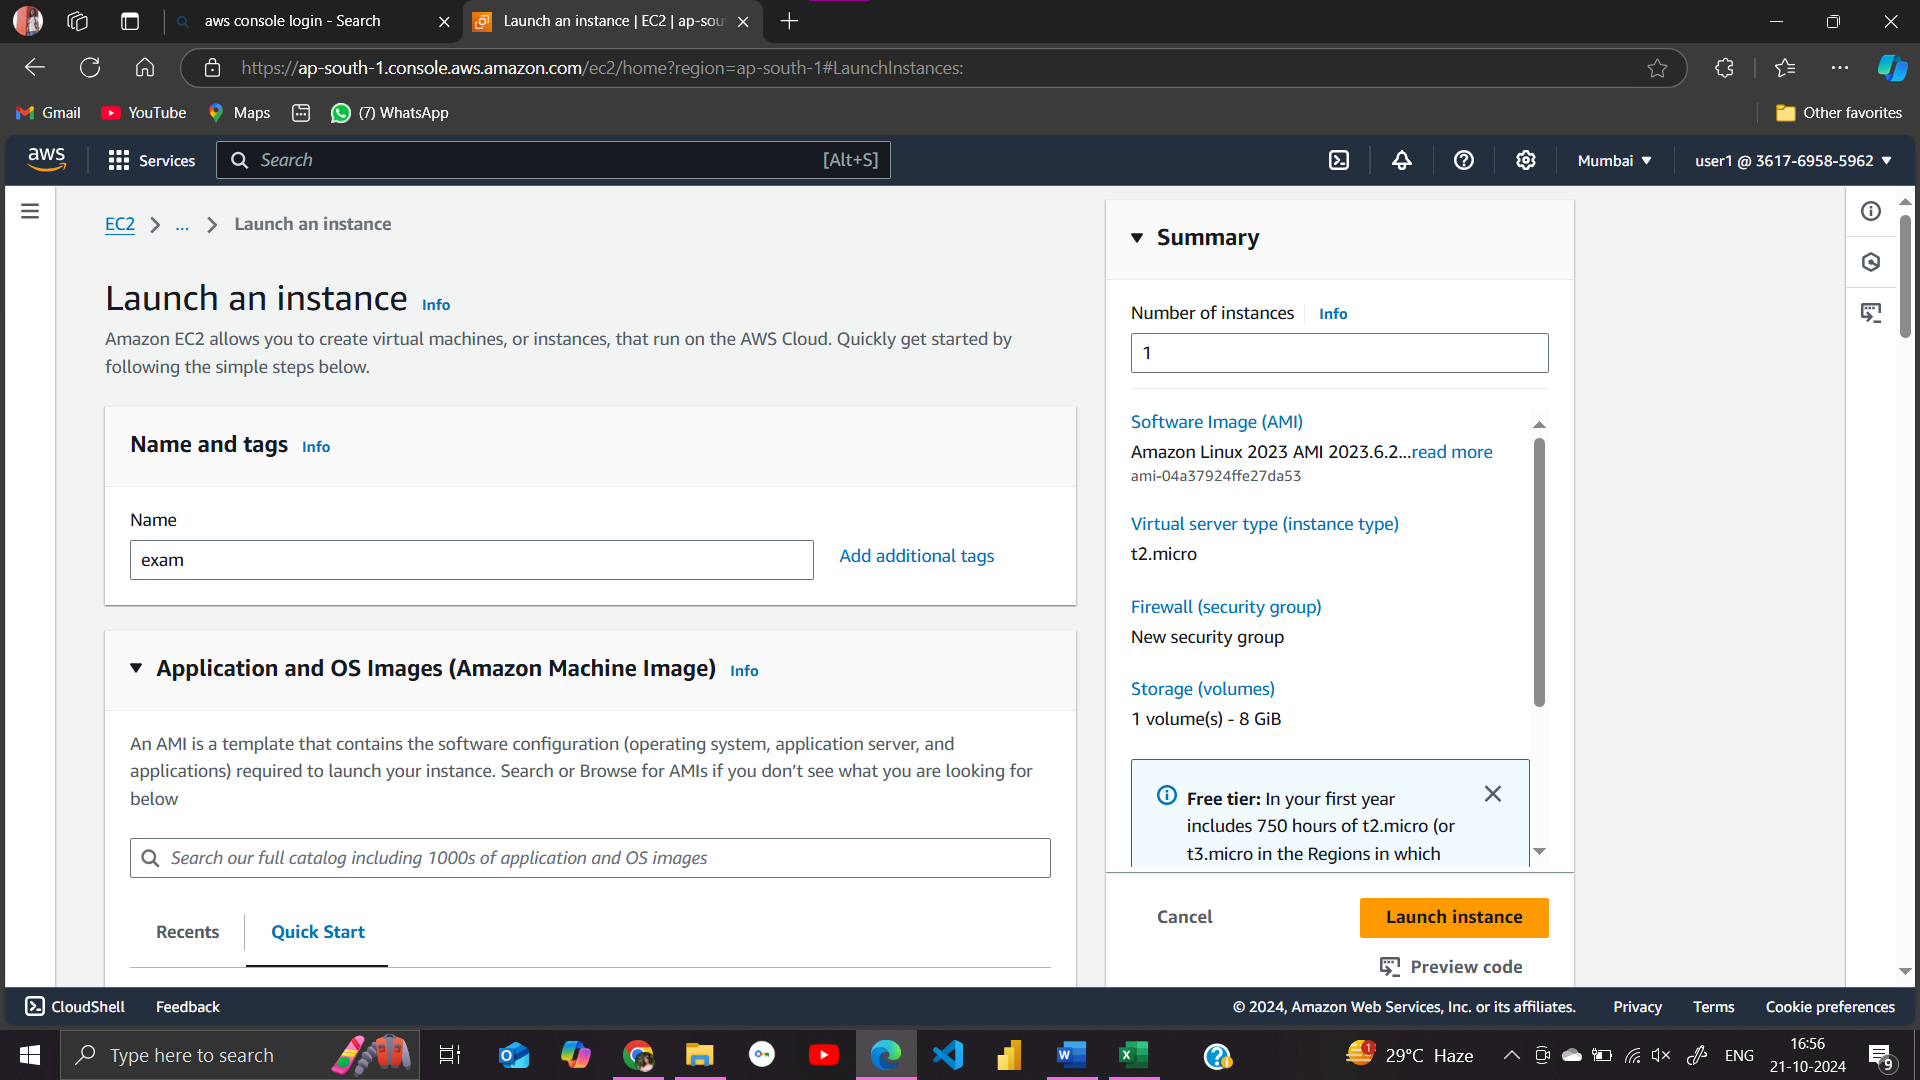 aws console login - Search
Launch an instance | EC2 | ap-sou
https://ap-south-1.console.aws.amazon.com/ec2/home?region=ap-south-1#LaunchInstances:
Gmail
YouTube
Maps
(7) WhatsApp
Other favorites
aws
Services
Search
[Alt+S]
Mumbai
user1 @ 3617-6958-5962
EC2 > ... > Launch an instance
Launch an instance Info
Amazon EC2 allows you to create virtual machines, or instances, that run on the AWS Cloud. Quickly get started by
following the simple steps below.
Name and tags Info
Name
exam
Add additional tags
Application and OS Images (Amazon Machine Image) Info
An AMI is a template that contains the software configuration (operating system, application server, and
applications) required to launch your instance. Search or Browse for AMIs if you don’t see what you are looking for
below
Search our full catalog including 1000s of application and OS images
Recents
Quick Start
Summary
Number of instances Info
1
Software Image (AMI)
Amazon Linux 2023 AMI 2023.6.2...read more
ami-04a37924ffe27da53
Virtual server type (instance type)
t2.micro
Firewall (security group)
New security group
Storage (volumes)
1 volume(s) - 8 GiB
Free tier: In your first year
includes 750 hours of t2.micro (or
t3.micro in the Regions in which
Cancel
Launch instance
Preview code
CloudShell
Feedback
© 2024, Amazon Web Services, Inc. or its affiliates.
Privacy
Terms
Cookie preferences
Type here to search
1
29°C Haze
ENG
16:56
21-10-2024
9